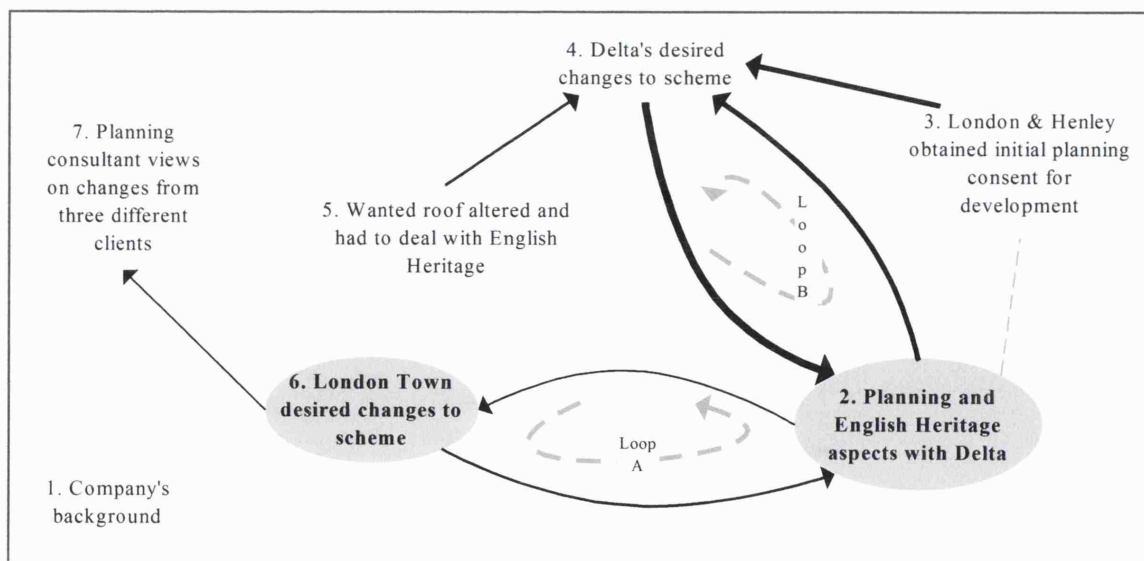 4. Delta's desired
changes to scheme
3. London & Henley
obtained initial planning
consent for
development
7. Planning
consultant views
on changes from
three different
clients
5. Wanted roof altered and
had to deal with English
Heritage
L
o
o
p
B
6. London Town
desired changes to
scheme
Loop
A
2. Planning and
English Heritage
aspects with Delta
1. Company's
background